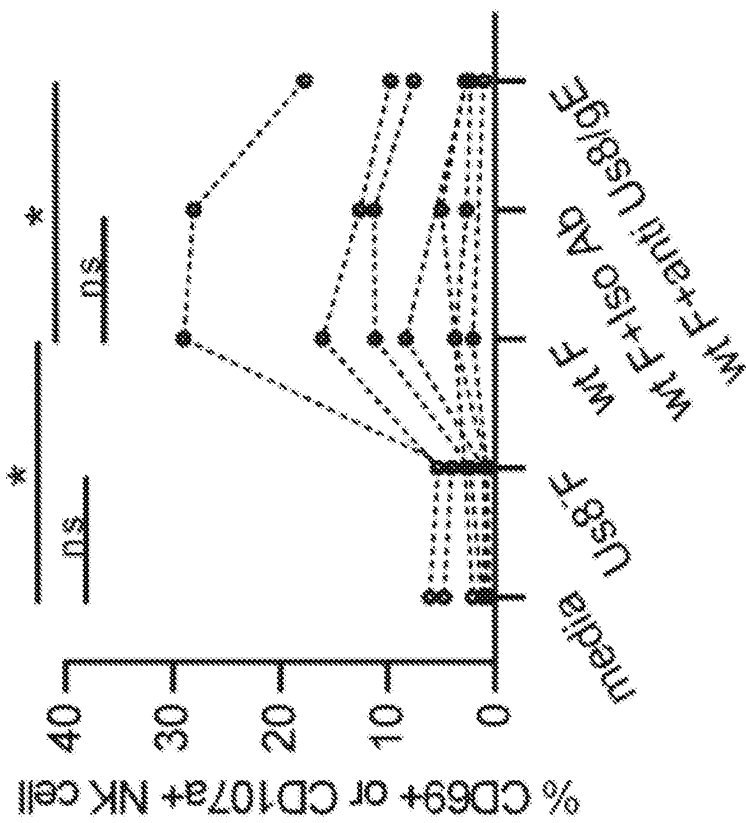 % CD69+ or CD107a+ NK cell
40
30
20
10
0
ns
*
ns
*
media
Us8⁻F
wt F
wt F+Iso Ab
wt F+anti Us8/gE